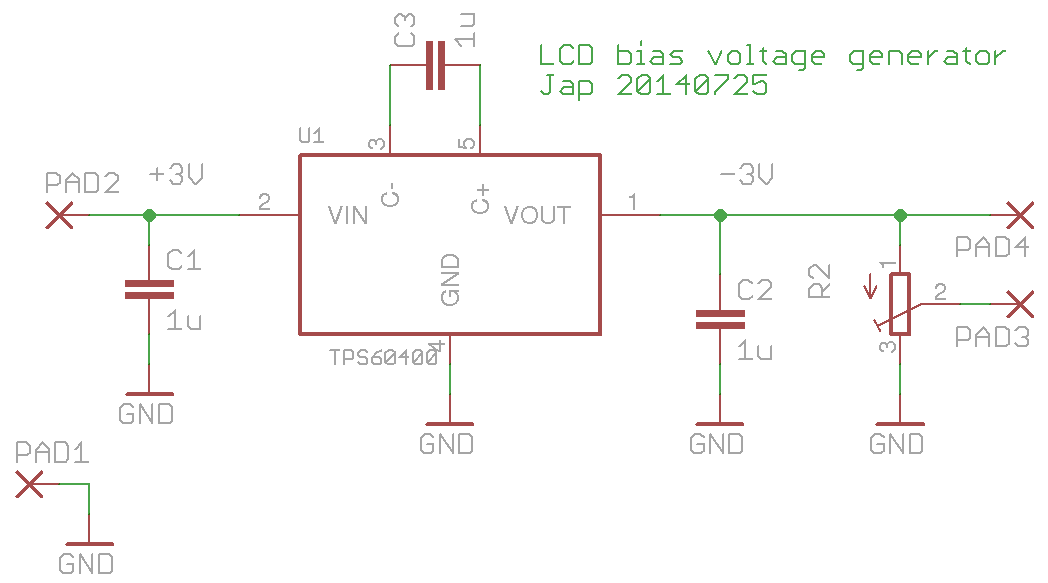 LCD bias voltage generator
Jap 20140725
C3
1u
U1
3
5
PAD2
+3V
2
C-
C+
VIN
VOUT
GND
1
-3V
PAD4
C1
1u
TPS60400
4
GND
GND
C2
1u
GND
R2
1
2
3
PAD3
GND
PAD1
GND